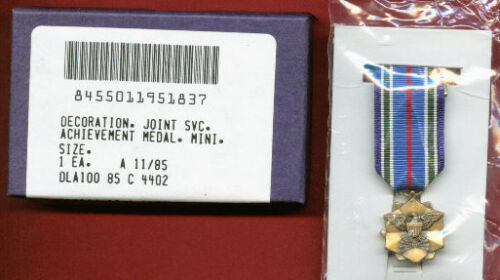 8455011951837
DECORATION. JOINT SVC.
ACHIEVEMENT MEDAL. MINI.
SIZE.
1 EA. A 11/85
DLA100 85 C 4402